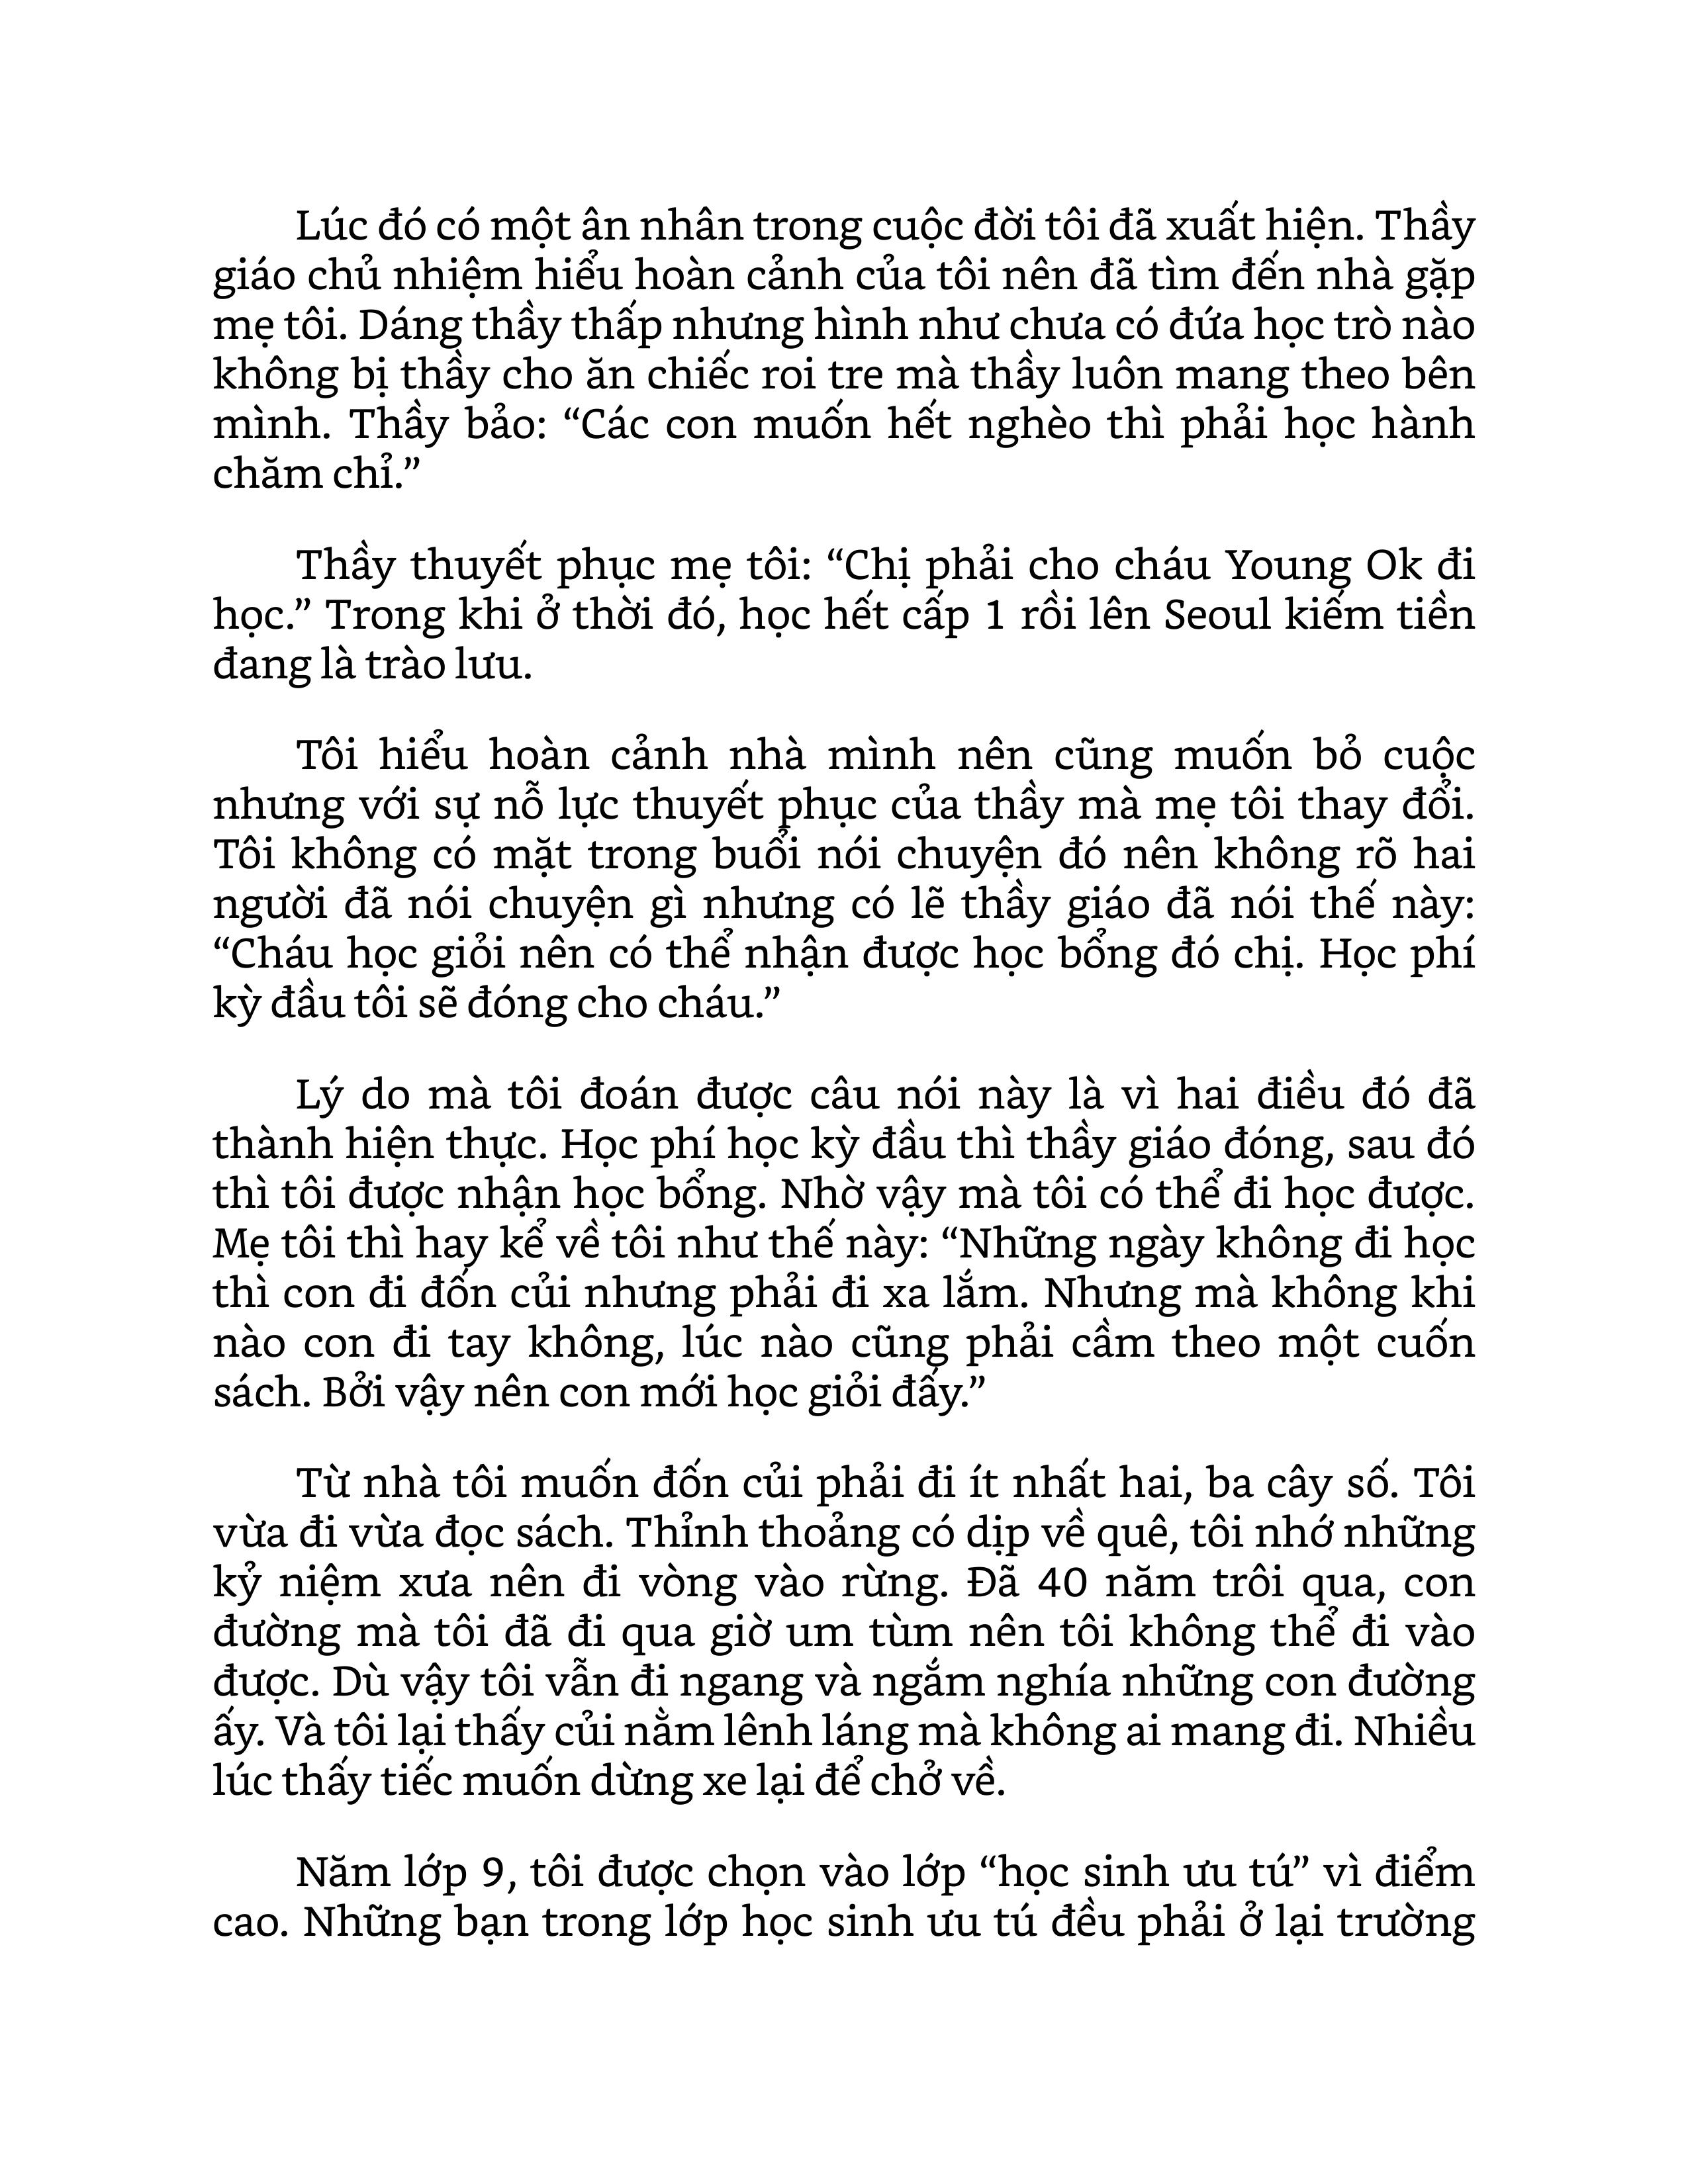 Lúc đó có một ân nhân trong cuộc đời tôi đã xuất hiện. Thầy
giáo chủ nhiệm hiểu hoàn cảnh của tôi nên đã tìm đến nhà gặp
mẹ tôi. Dáng thầy thấp nhưng hình như chưa có đứa học trò nào
không bị thầy cho ăn chiếc roi tre mà thầy luôn mang theo bên
mình. Thầy bảo: “Các con muốn hết nghèo thì phải học hành
chăm chỉ.”
Thầy thuyết phục mẹ tôi: “Chị phải cho cháu Young Ok đi
học.” Trong khi ở thời đó, học hết cấp 1 rồi lên Seoul kiếm tiền
đang là trào lưu.
Tôi hiểu hoàn cảnh nhà mình nên cũng muốn bỏ cuộc
nhưng với sự nỗ lực thuyết phục của thầy mà mẹ tôi thay đổi.
Tôi không có mặt trong buổi nói chuyện đó nên không rõ hai
người đã nói chuyện gì nhưng có lẽ thầy giáo đã nói thế này:
“Cháu học giỏi nên có thể nhận được học bổng đó chị. Học phí
kỳ đầu tôi sẽ đóng cho cháu.”
Lý do mà tôi đoán được câu nói này là vì hai điều đó đã
thành hiện thực. Học phí học kỳ đầu thì thầy giáo đóng, sau đó
thì tôi được nhận học bổng. Nhờ vậy mà tôi có thể đi học được.
Mẹ tôi thì hay kể về tôi như thế này: “Những ngày không đi học
thì con đi đốn củi nhưng phải đi xa lắm. Nhưng mà không khi
nào con đi tay không, lúc nào cũng phải cầm theo một cuốn
sách. Bởi vậy nên con mới học giỏi đấy.”
Từ nhà tôi muốn đốn củi phải đi ít nhất hai, ba cây số. Tôi
vừa đi vừa đọc sách. Thỉnh thoảng có dịp về quê, tôi nhớ những
kỷ niệm xưa nên đi vòng vào rừng. Đã 40 năm trôi qua, con
đường mà tôi đã đi qua giờ um tùm nên tôi không thể đi vào
được. Dù vậy tôi vẫn đi ngang và ngắm nghía những con đường
ấy. Và tôi lại thấy củi nằm lênh láng mà không ai mang đi. Nhiều
lúc thấy tiếc muốn dừng xe lại để chở về.
Năm lớp 9, tôi được chọn vào lớp “học sinh ưu tú” vì điểm
cao. Những bạn trong lớp học sinh ưu tú đều phải ở lại trường